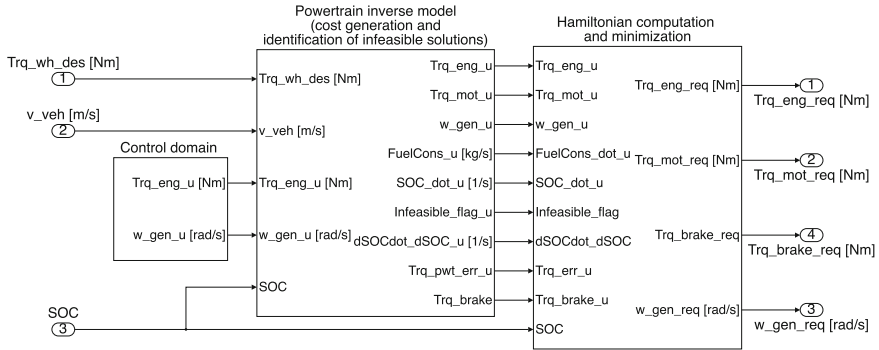 Powertrain inverse model
(cost generation and
identification of infeasible solutions)
Hamiltonian computation
and minimization
Trq_wh_des [Nm]
1
v_veh [m/s]
2
Control domain
Trq_eng_u [Nm]
w_gen_u [rad/s]
SOC
3
Trq_wh_des [Nm]
v_veh [m/s]
Trq_eng_u [Nm]
w_gen_u [rad/s]
SOC
Trq_eng_u
Trq_mot_u
w_gen_u
FuelCons_u [kg/s]
SOC_dot_u [1/s]
Infeasible_flag_u
dSOCdot_dSOC_u [1/s]
Trq_pwt_err_u
Trq_brake
Trq_eng_u
Trq_mot_u
w_gen_u
FuelCons_dot_u
SOC_dot_u
Infeasible_flag
dSOCdot_dSOC
Trq_err_u
Trq_brake_u
SOC
Trq_eng_req [Nm]
Trq_mot_req [Nm]
Trq_brake_req
w_gen_req [rad/s]
1
Trq_eng_req [Nm]
2
Trq_mot_req [Nm]
4
Trq_brake_req [Nm]
3
w_gen_req [rad/s]